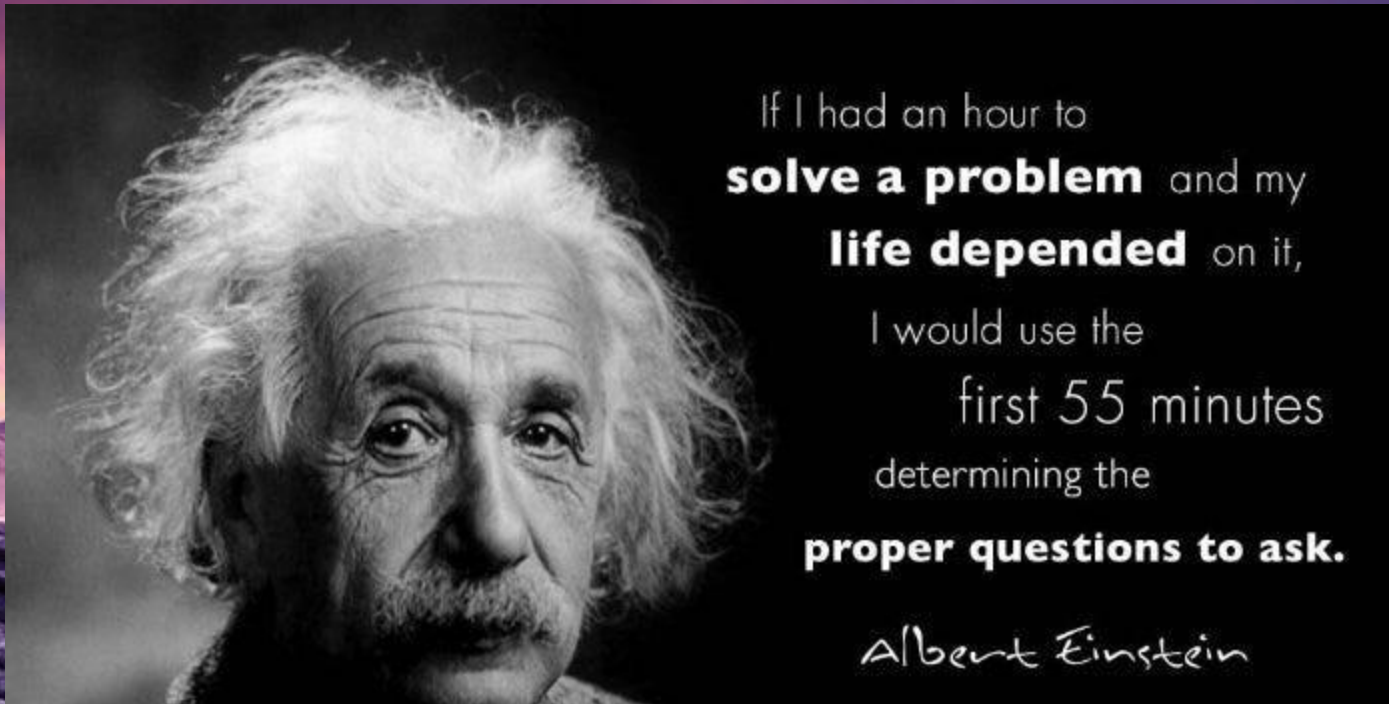 If I had an hour to
solve a problem and my
life depended on it,
I would use the
first 55 minutes
determining the
proper questions to ask.
Albert Einstein